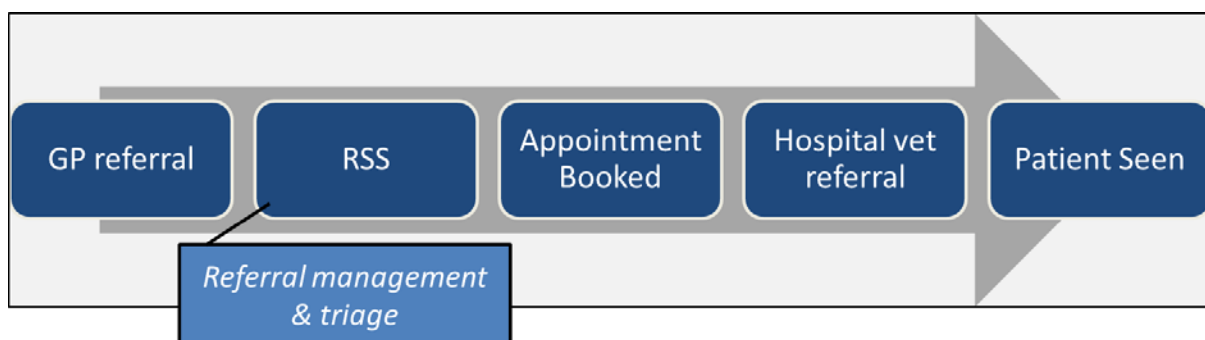 GP referral
RSS
Appointment
Booked
Hospital vet
referral
Patient Seen
Referral management
& triage